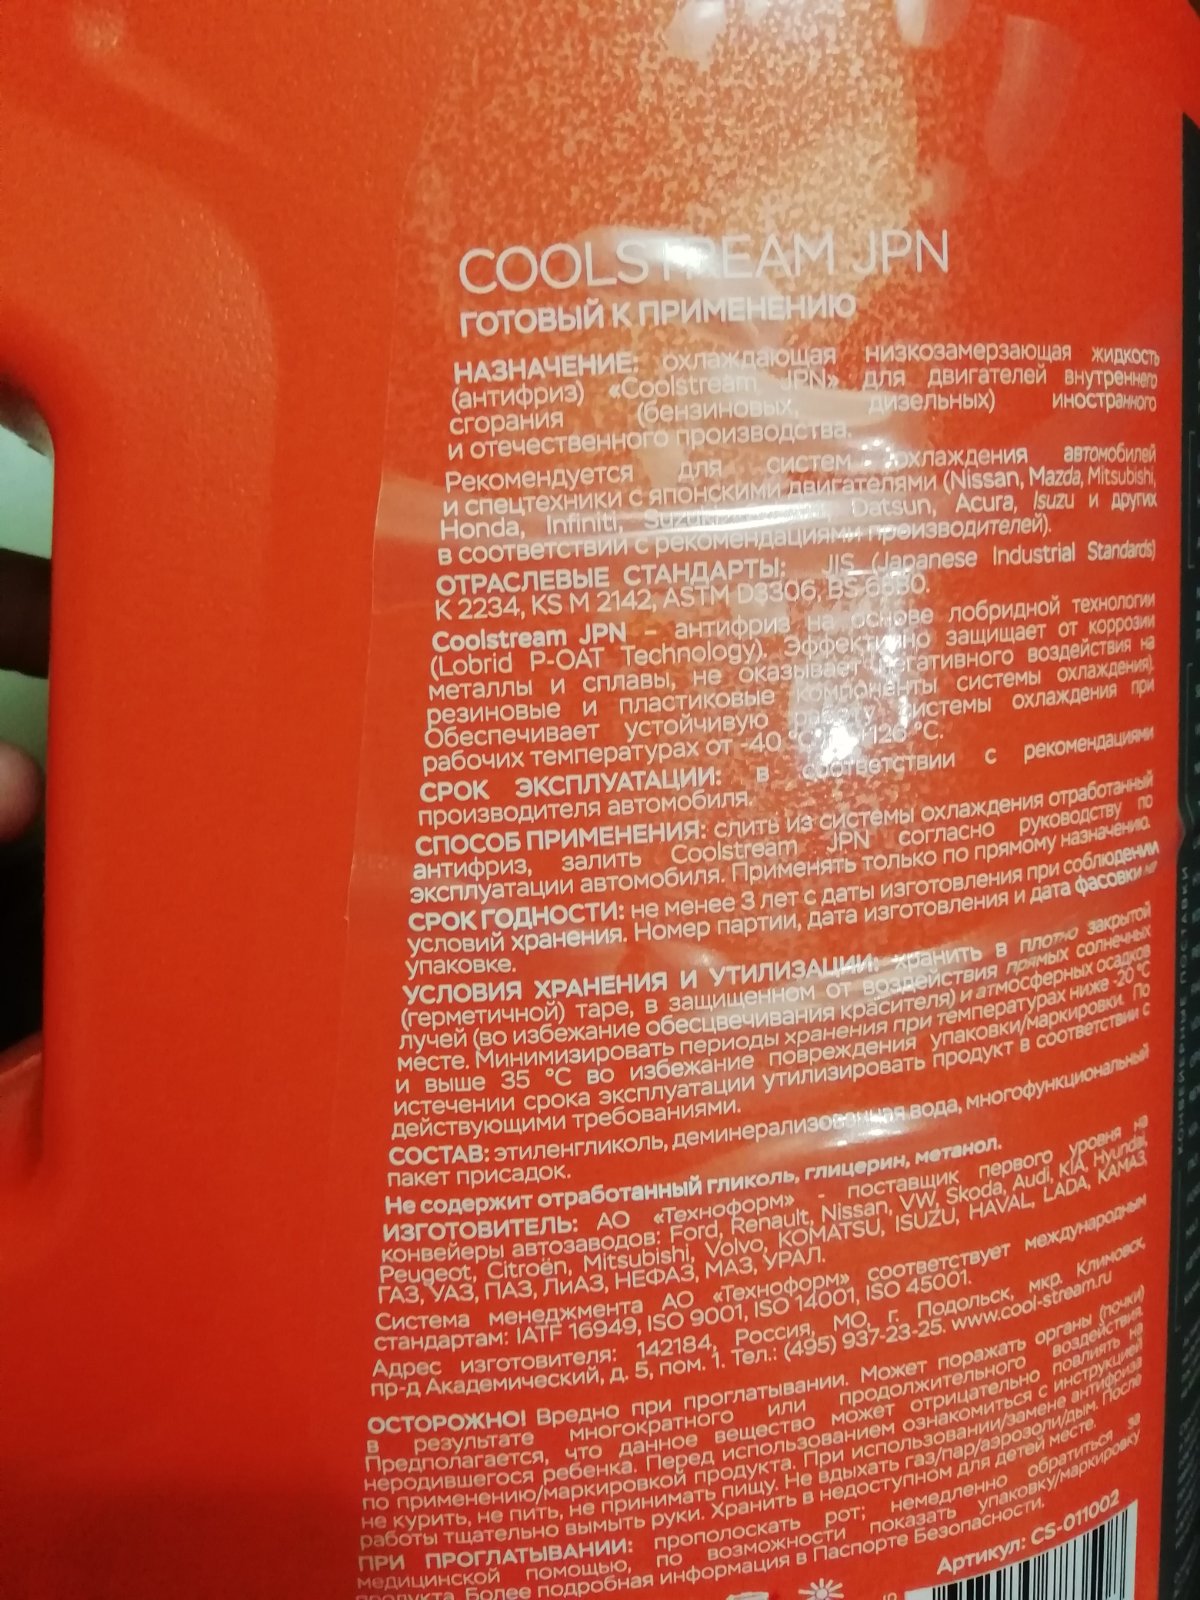 COOLSTREAM JPN
ГОТОВЫЙ К ПРИМЕНЕНИЮ
НАЗНАЧЕНИЕ: охлаждающая низкозамерзающая жидкость
(антифриз) «Coolstream JPN» для двигателей внутреннего
сгорания (бензиновых, дизельных) иностранного
и отечественного производства.
Рекомендуется для систем охлаждения автомобилей
и спецтехники с японскими двигателями (Nissan, Mazda, Mitsubishi,
Honda, Infiniti, Suzuki, Datsun, Acura, Isuzu и других
в соответствии с рекомендациями производителей).
ОТРАСЛЕВЫЕ СТАНДАРТЫ: JIS (Japanese Industrial Standards)
K 2234, KS M 2142, ASTM D3306, BS 6580.
Coolstream JPN – антифриз на основе лобридной технологии
(Lobrid P-OAT Technology). Эффективно защищает от коррозии
металлы и сплавы, не оказывает негативного воздействия на
резиновые и пластиковые компоненты системы охлаждения).
Обеспечивает устойчивую работу системы охлаждения при
рабочих температурах от -40 °C.
СРОК ЭКСПЛУАТАЦИИ: в соответствии с рекомендациями
производителя автомобиля.
СПОСОБ ПРИМЕНЕНИЯ: слить из системы охлаждения отработанный
антифриз, залить Coolstream JPN согласно руководству по
эксплуатации автомобиля. Применять только по прямому назначению.
СРОК ГОДНОСТИ: не менее 3 лет с даты изготовления при соблюдении
условий хранения. Номер партии, дата изготовления и дата фасовки на
упаковке.
УСЛОВИЯ ХРАНЕНИЯ И УТИЛИЗАЦИИ: хранить в плотно закрытой
(герметичной) таре, в защищенном от воздействия прямых солнечных
лучей (во избежание обесцвечивания красителя) и атмосферных осадков
месте. Минимизировать периоды хранения при температурах ниже -20 °C
и выше 35 °C во избежание повреждения упаковки/маркировки. По
истечении срока эксплуатации утилизировать продукт в соответствии с
действующими требованиями.
СОСТАВ: этиленгликоль, деминерализованная вода, многофункциональный
пакет присадок.
Не содержит отработанный гликоль, глицерин, метанол.
ИЗГОТОВИТЕЛЬ: АО «Техноформ» - поставщик первого уровня на
конвейеры автозаводов: Ford, Renault, Nissan, VW, Skoda, Audi, KIA, Hyundai,
Peugeot, Citroën, Mitsubishi, Volvo, KOMATSU, ISUZU, HAVAL, LADA, КАМАЗ,
ГАЗ, УАЗ, ПАЗ, ЛиАЗ, НЕФАЗ, МАЗ, УРАЛ.
Система менеджмента АО «Техноформ» соответствует международным
стандартам: IATF 16949, ISO 9001, ISO 14001, ISO 45001.
Адрес изготовителя: 142184, Россия, МО, г. Подольск, мкр. Климовск,
пр-д Академический, д. 5, пом. 1. Тел.: (495) 937-23-25. www.cool-stream.ru
ОСТОРОЖНО! Вредно при проглатывании. Может поражать органы (почки)
в результате многократного или продолжительного воздействия.
Предполагается, что данное вещество может отрицательно повлиять на
неродившегося ребенка. Перед использованием ознакомиться с инструкцией
по применению/маркировкой продукта. При использовании/замене антифриза
не курить, не пить, не принимать пищу. Не вдыхать газ/пар/аэрозоли/дым. После
работы тщательно вымыть руки. Хранить в недоступном для детей месте.
ПРИ ПРОГЛАТЫВАНИИ: прополоскать рот; немедленно обратиться за
медицинской помощью, по возможности показать упаковку/маркировку
продукта. Более подробная информация в Паспорте Безопасности.
Артикул: CS-011002